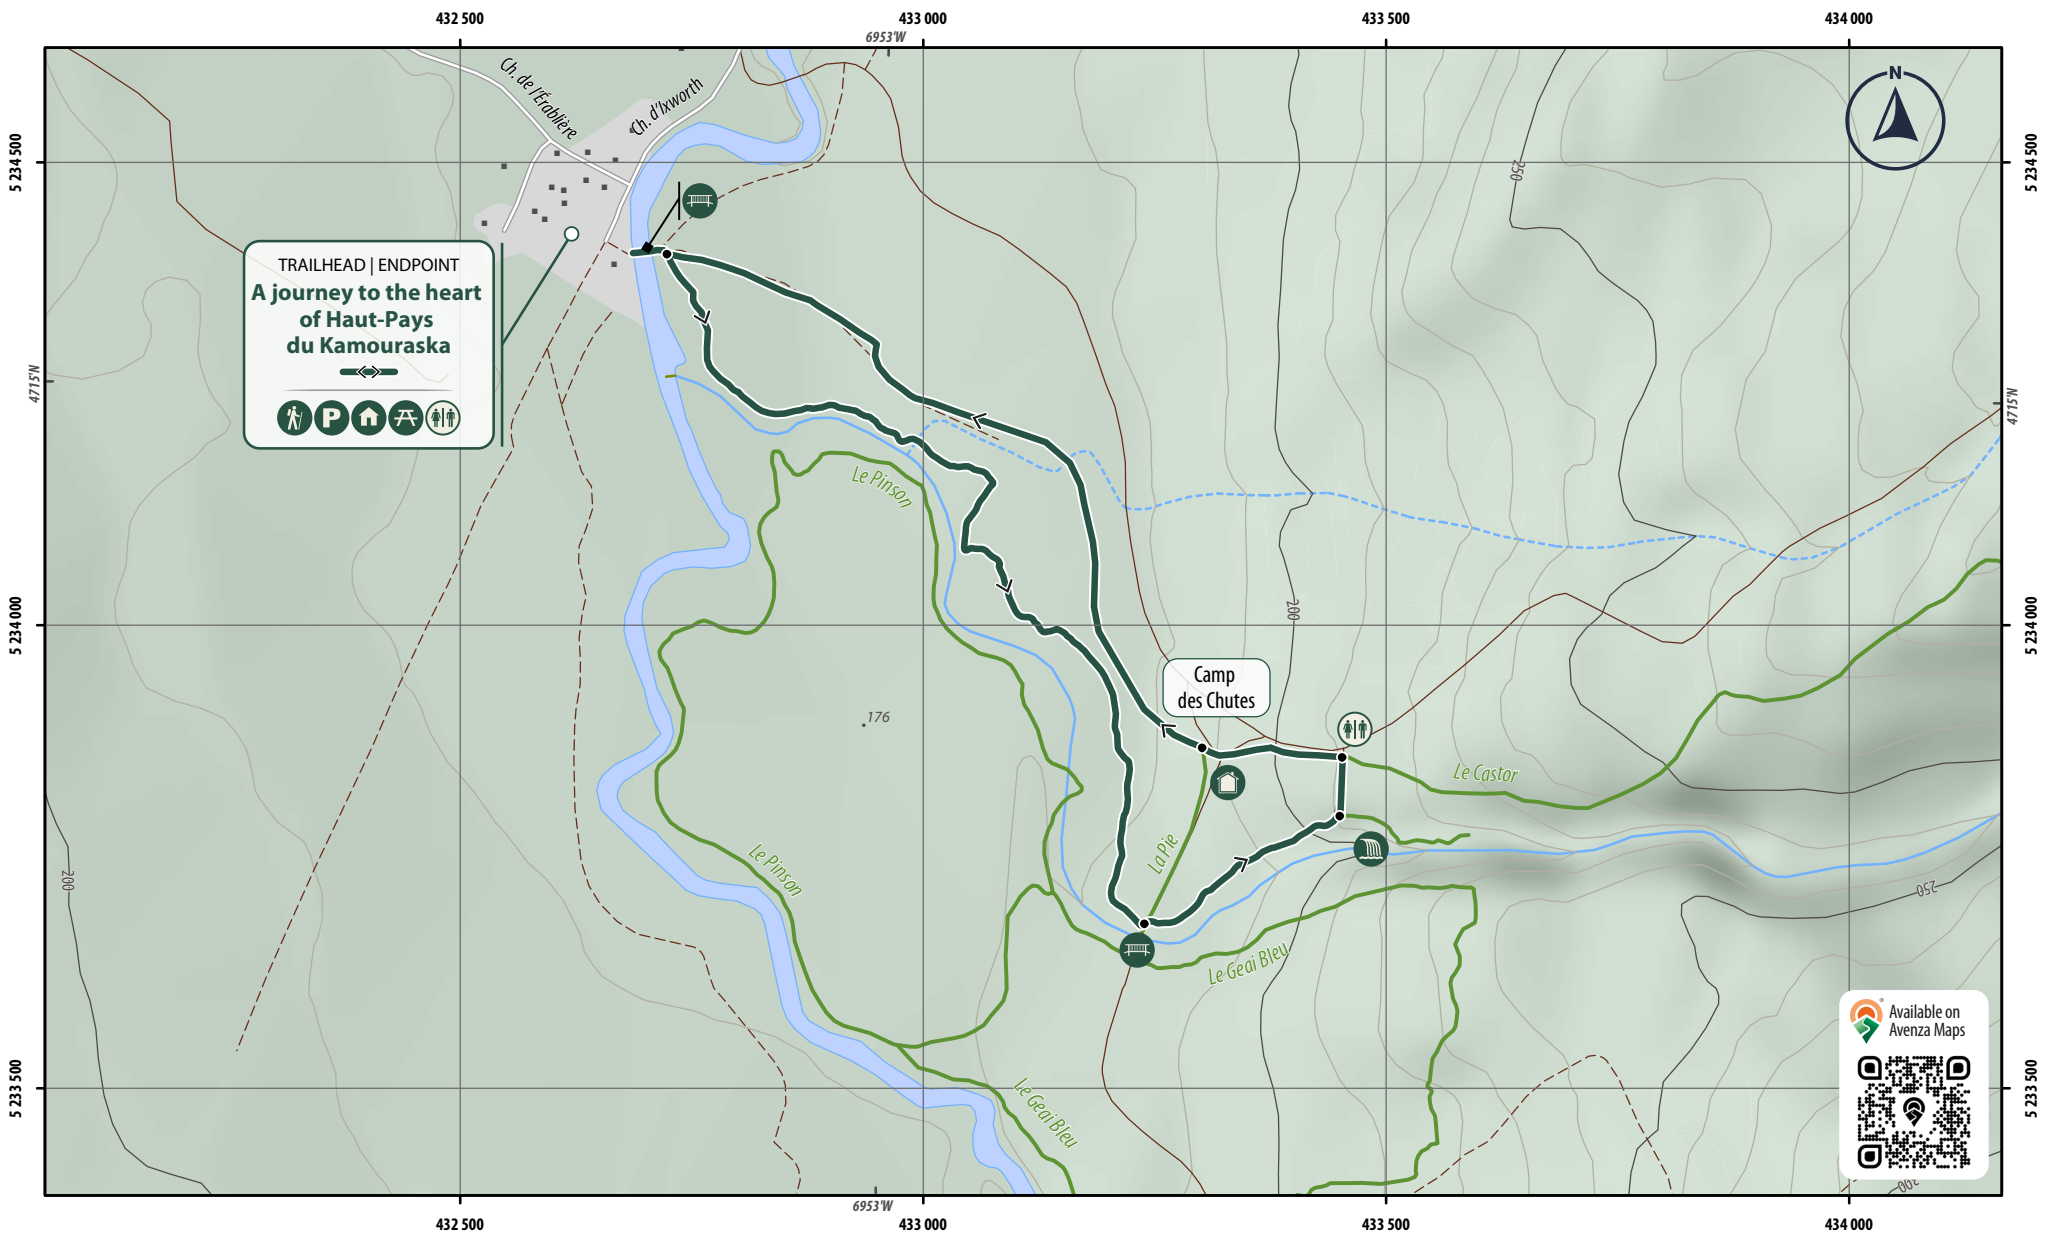 432 500
433 000
433 500
434 000
6953'W
Ch. de l'Érablière
Ch. d'Ixworth
N
5 234 500
5 234 500
250
TRAILHEAD | ENDPOINT
A journey to the heart
of Haut-Pays
du Kamouraska
P
4715'N
4715'N
Le Pinson
200
5 234 000
5 234 000
Camp
des Chutes
176
Le Castor
La Pie
Le Pinson
200
250
Le Geai Bleu
Available on
Avenza Maps
5 233 500
5 233 500
Le Geai Bleu
300
6953'W
432 500
433 000
433 500
434 000